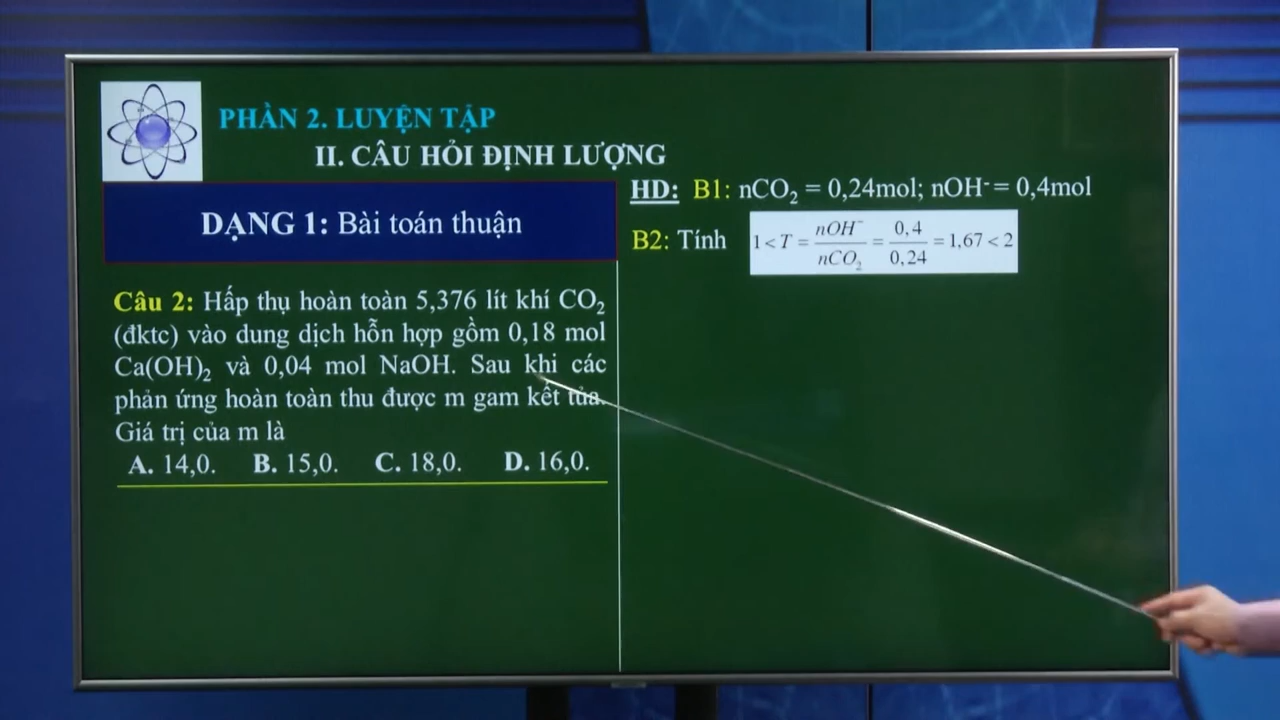 PHẦN 2. LUYỆN TẬP
II. CÂU HỎI ĐỊNH LƯỢNG
DẠNG 1: Bài toán thuận
Câu 2: Hấp thụ hoàn toàn 5,376 lít khí CO₂
(đktc) vào dung dịch hỗn hợp gồm 0,18 mol
Ca(OH)₂ và 0,04 mol NaOH. Sau khi các
phản ứng hoàn toàn thu được m gam kết tủa.
Giá trị của m là
A. 14,0. B. 15,0. C. 18,0. D. 16,0.
HD: B1: nCO₂ = 0,24mol; nOH⁻ = 0,4mol
B2: Tính 1 < T = nOH⁻/nCO₂ = 0,4/0,24 = 1,67 < 2